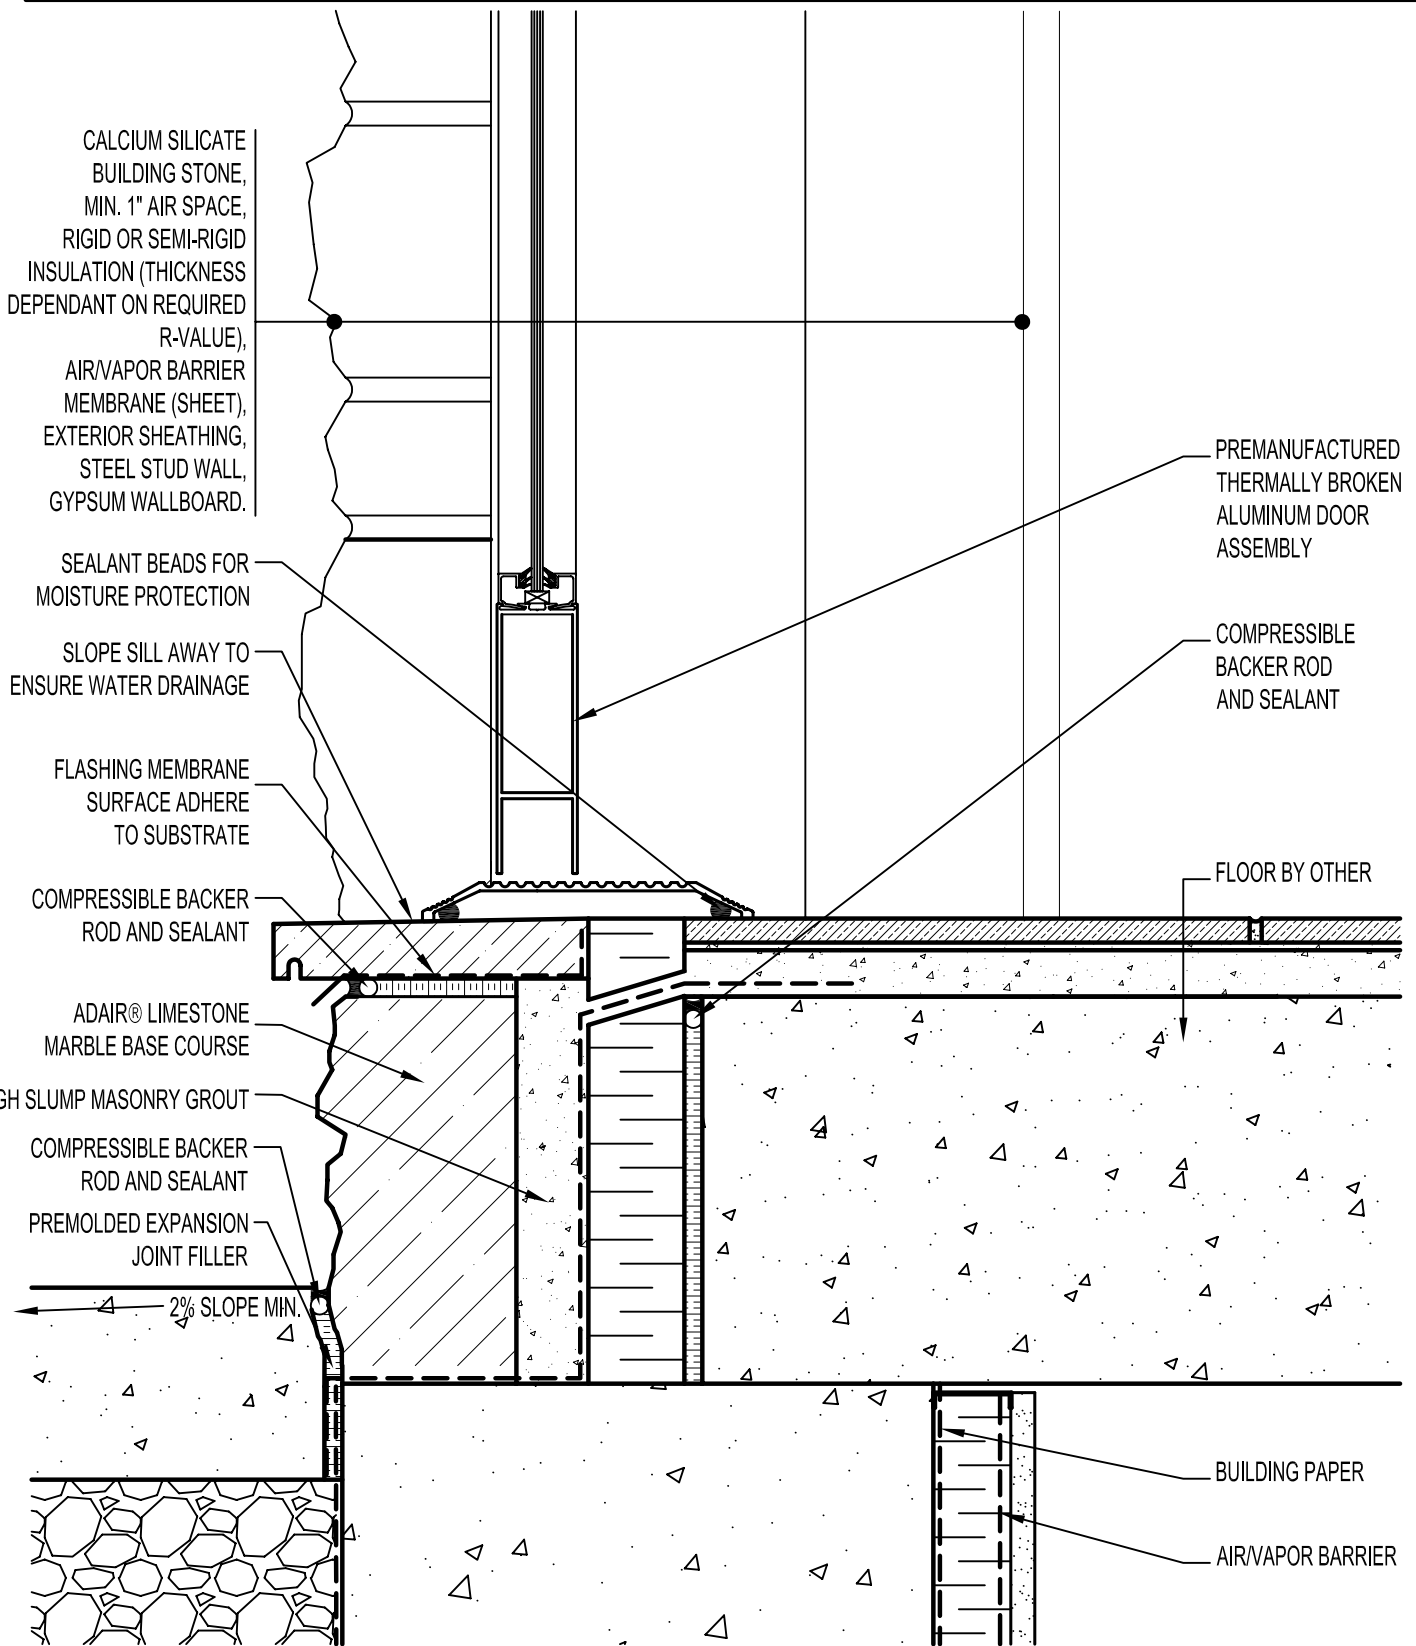 CALCIUM SILICATE
BUILDING STONE,
MIN. 1" AIR SPACE,
RIGID OR SEMI-RIGID
INSULATION (THICKNESS
DEPENDANT ON REQUIRED
R-VALUE),
AIR/VAPOR BARRIER
MEMBRANE (SHEET),
EXTERIOR SHEATHING,
STEEL STUD WALL,
GYPSUM WALLBOARD.
SEALANT BEADS FOR
MOISTURE PROTECTION
SLOPE SILL AWAY TO
ENSURE WATER DRAINAGE
FLASHING MEMBRANE
SURFACE ADHERE
TO SUBSTRATE
COMPRESSIBLE BACKER
ROD AND SEALANT
ADAIR® LIMESTONE
MARBLE BASE COURSE
GH SLUMP MASONRY GROUT
COMPRESSIBLE BACKER
ROD AND SEALANT
PREMOLDED EXPANSION
JOINT FILLER
2% SLOPE MIN.
PREMANUFACTURED
THERMALLY BROKEN
ALUMINUM DOOR
ASSEMBLY
COMPRESSIBLE
BACKER ROD
AND SEALANT
FLOOR BY OTHER
BUILDING PAPER
AIR/VAPOR BARRIER